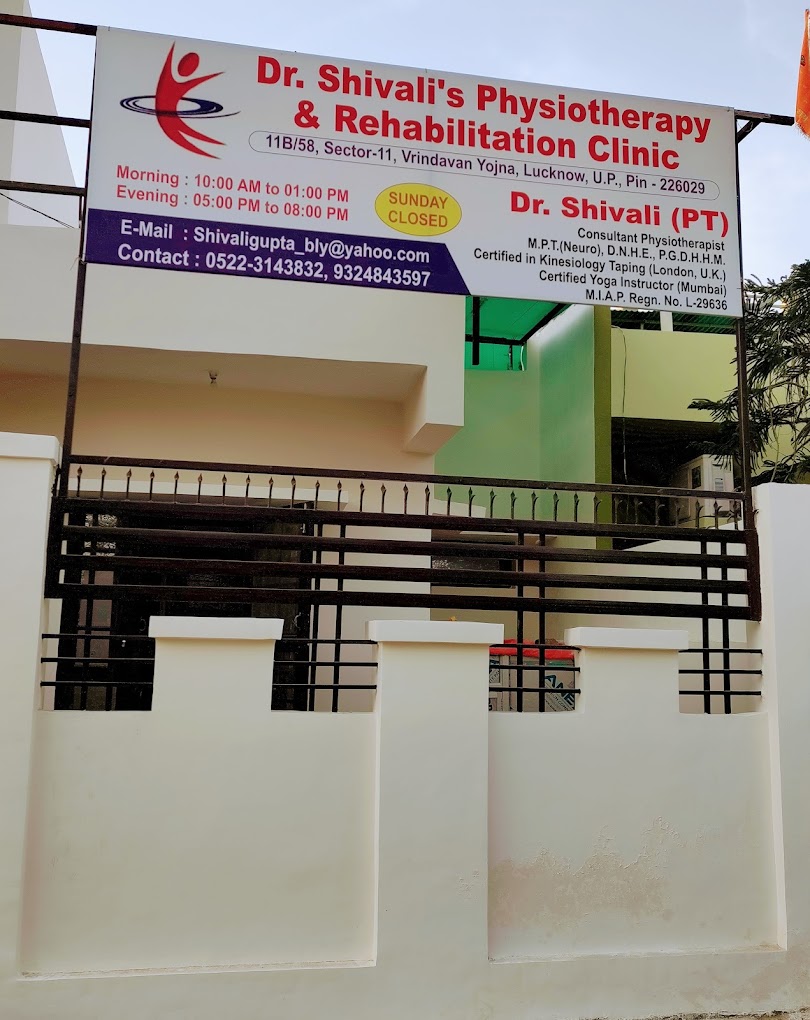 Dr. Shivali's Physiotherapy
& Rehabilitation Clinic
11B/58, Sector-11, Vrindavan Yojna, Lucknow, U.P., Pin - 226029
Morning : 10:00 AM to 01:00 PM
Evening : 05:00 PM to 08:00 PM
SUNDAY
CLOSED
E-Mail : Shivaligupta_bly@yahoo.com
Contact : 0522-3143832, 9324843597
Dr. Shivali (PT)
Consultant Physiotherapist
M.P.T.(Neuro), D.N.H.E., P.G.D.H.H.M.
Certified in Kinesiology Taping (London, U.K.)
Certified Yoga Instructor (Mumbai)
M.I.A.P. Regn. No. L-29636